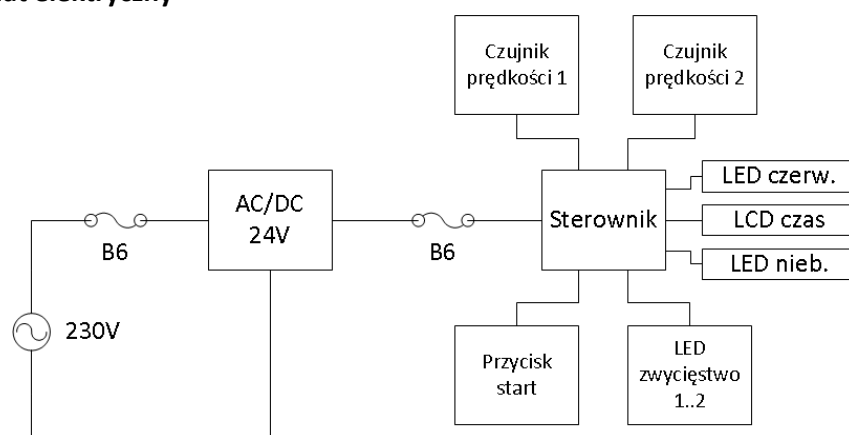 elektryczny
Czujnik
prędkości 1
Czujnik
prędkości 2
AC/DC
24V
Sterownik
LED czerw.
LCD czas
LED nieb.
B6
B6
230V
Przycisk
start
LED
zwycięstwo
1..2